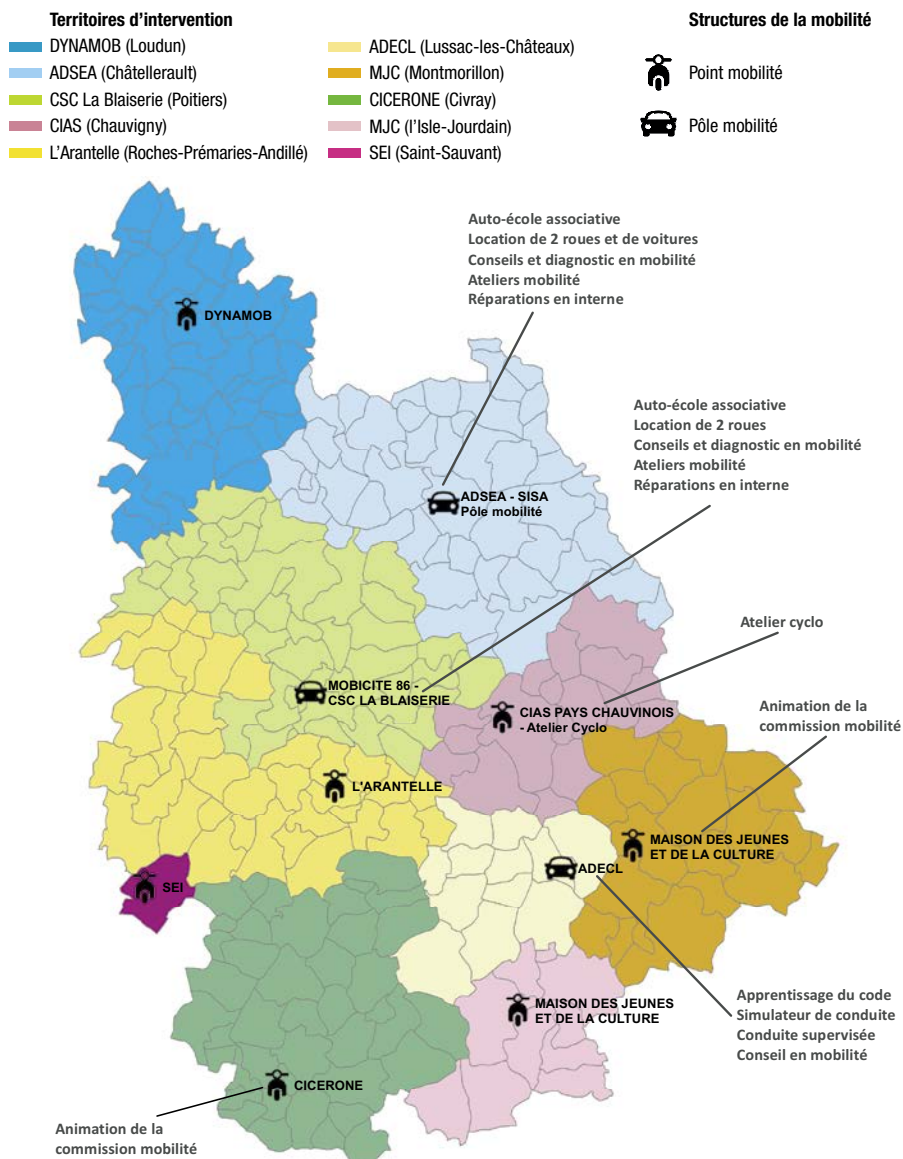 Territoires d'intervention
DYNAMOB (Loudun)
ADSEA (Châtellerault)
CSC La Blaiserie (Poitiers)
CIAS (Chauvigny)
L'Arantelle (Roches-Prémaries-Andillé)
ADECL (Lussac-les-Châteaux)
MJC (Montmorillon)
CICERONE (Civray)
MJC (l'Isle-Jourdain)
SEI (Saint-Sauvant)
Structures de la mobilité
Point mobilité
Pôle mobilité
Auto-école associative
Location de 2 roues et de voitures
Conseils et diagnostic en mobilité
Ateliers mobilité
Réparations en interne
DYNAMOB
Auto-école associative
Location de 2 roues
Conseils et diagnostic en mobilité
Ateliers mobilité
Réparations en interne
ADSEA - SISA
Pôle mobilité
Atelier cyclo
MOBICITE 86 -
CSC LA BLAISERIE
CIAS PAYS CHAUVINOIS
- Atelier Cyclo
Animation de la
commission mobilité
L'ARANTELLE
MAISON DES JEUNES
ET DE LA CULTURE
ADECL
SEI
Apprentissage du code
Simulateur de conduite
Conduite supervisée
Conseil en mobilité
MAISON DES JEUNES
ET DE LA CULTURE
CICERONE
Animation de la
commission mobilité